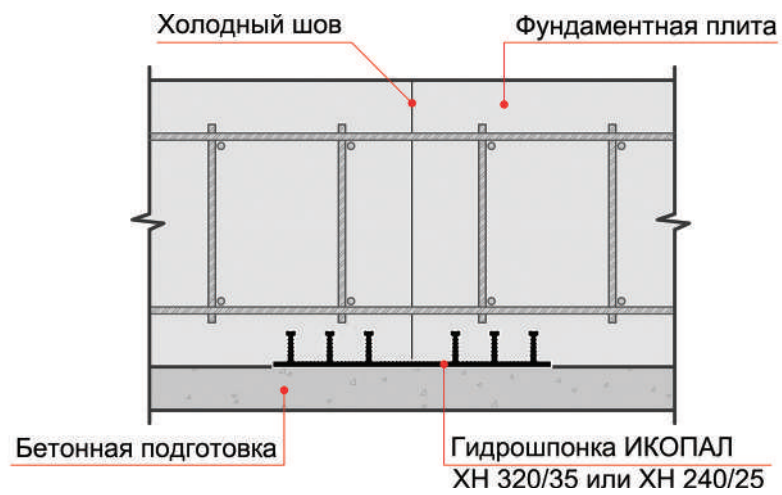 Холодный шов
Фундаментная плита
Бетонная подготовка
Гидрошпонка ИКОПАЛ
ХН 320/35 или ХН 240/25